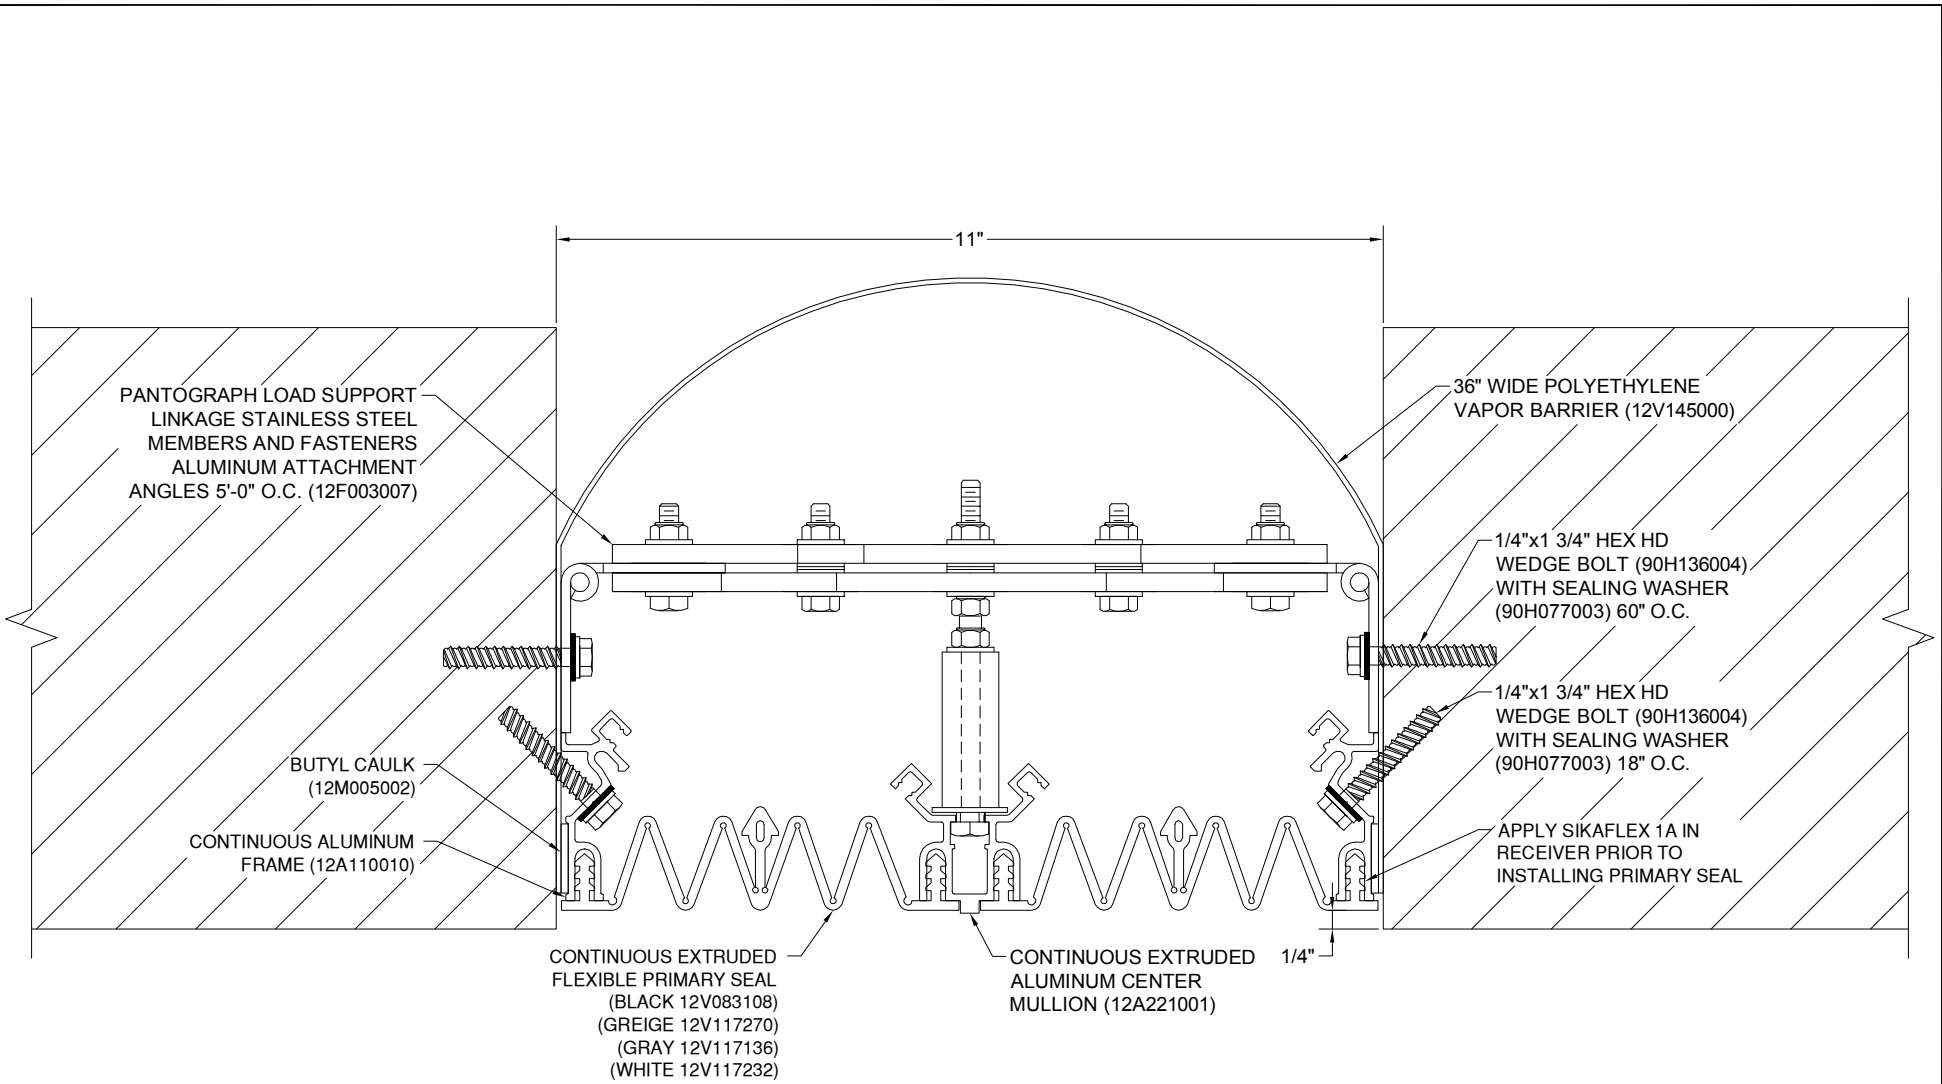 11"
PANTOGRAPH LOAD SUPPORT
LINKAGE STAINLESS STEEL
MEMBERS AND FASTENERS
ALUMINUM ATTACHMENT
ANGLES 5'-0" O.C. (12F003007)
36" WIDE POLYETHYLENE
VAPOR BARRIER (12V145000)
1/4"x1 3/4" HEX HD
WEDGE BOLT (90H136004)
WITH SEALING WASHER
(90H077003) 60" O.C.
1/4"x1 3/4" HEX HD
WEDGE BOLT (90H136004)
WITH SEALING WASHER
(90H077003) 18" O.C.
BUTYL CAULK
(12M005002)
CONTINUOUS ALUMINUM
FRAME (12A110010)
APPLY SIKAFLEX 1A IN
RECEIVER PRIOR TO
INSTALLING PRIMARY SEAL
CONTINUOUS EXTRUDED
FLEXIBLE PRIMARY SEAL
(BLACK 12V083108)
(GREIGE 12V117270)
(GRAY 12V117136)
(WHITE 12V117232)
CONTINUOUS EXTRUDED
ALUMINUM CENTER
MULLION (12A221001)
1/4"